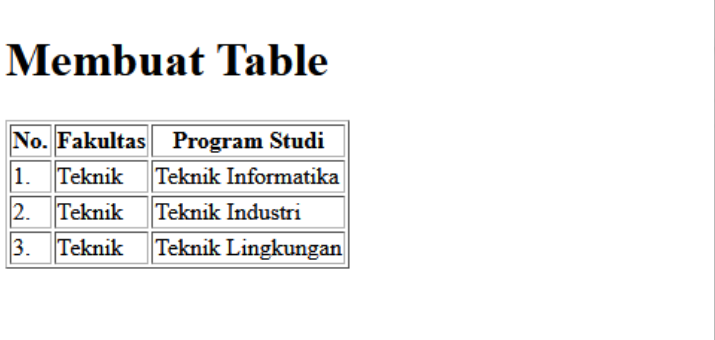 Membuat Table
No. Fakultas Program Studi
1. Teknik Teknik Informatika
2. Teknik Teknik Industri
3. Teknik Teknik Lingkungan